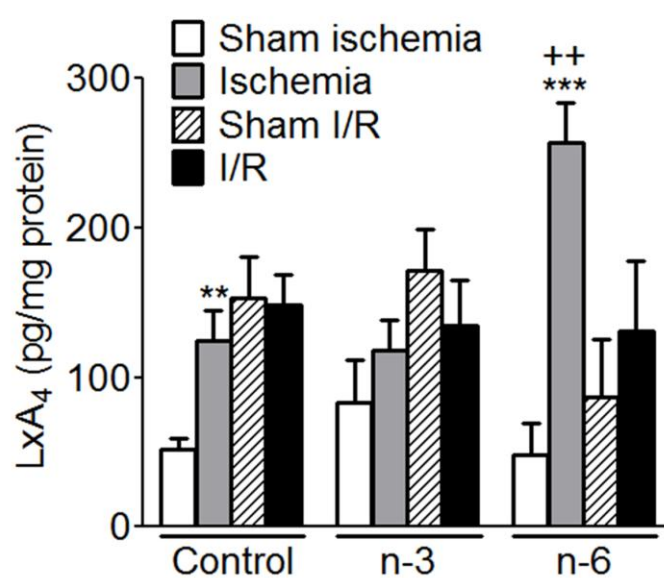 Sham ischemia
Ischemia
Sham I/R
I/R
LxA4 (pg/mg protein)
300
200
100
0
**
++
***
Control
n-3
n-6